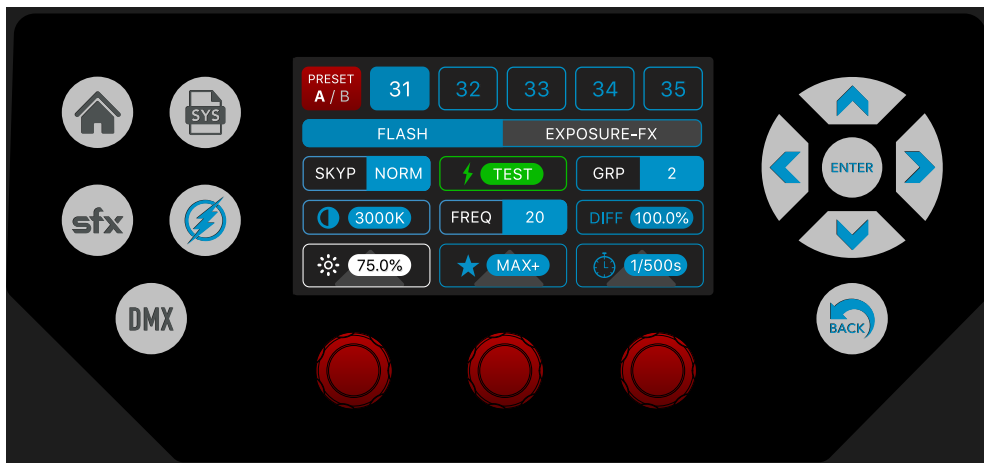 PRESET
A / B
31
32
33
34
35
FLASH
EXPOSURE-FX
SKYP NORM
TEST
GRP 2
3000K
FREQ 20
DIFF 100.0%
75.0%
MAX+
1/500s
SYS
sfx
DMX
ENTER
BACK